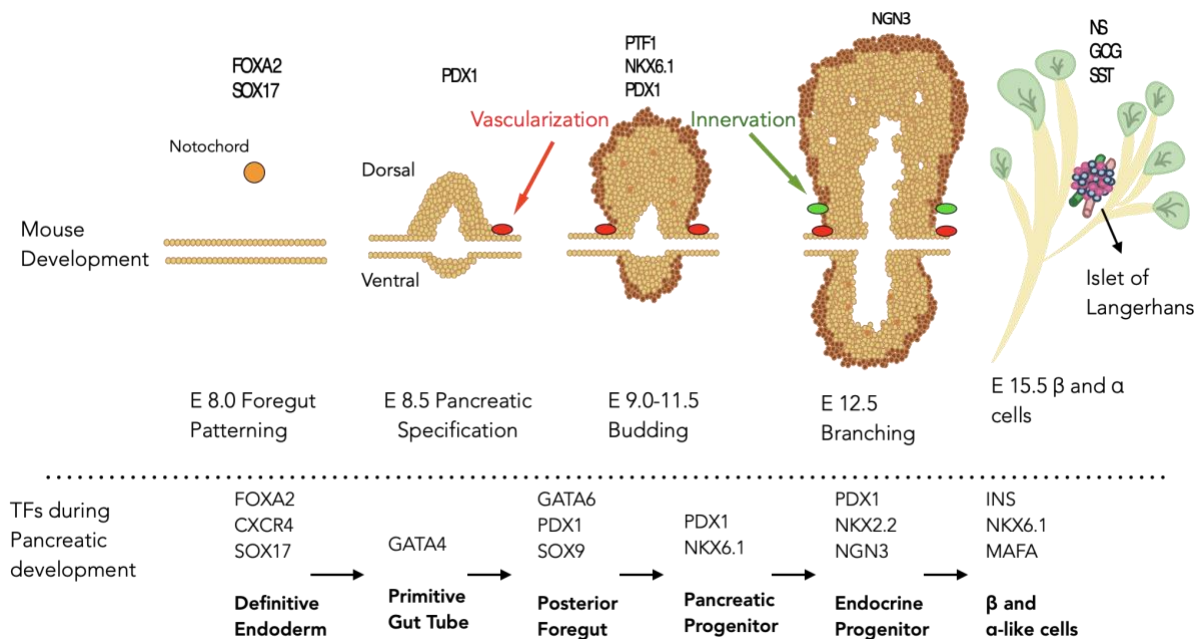 FOXA2
SOX17
PDX1
PTF1
NKX6.1
PDX1
NGN3
NS
GCG
SST
Vascularization
Innervation
Notochord
Dorsal
Ventral
Mouse
Development
Islet of
Langerhans
E 8.0 Foregut
Patterning
E 8.5 Pancreatic
Specification
E 9.0-11.5
Budding
E 12.5
Branching
E 15.5 β and α
cells
TFs during
Pancreatic
development
FOXA2
CXCR4
SOX17
Definitive
Endoderm
GATA4
Primitive
Gut Tube
GATA6
PDX1
SOX9
Posterior
Foregut
PDX1
NKX6.1
Pancreatic
Progenitor
PDX1
NKX2.2
NGN3
Endocrine
Progenitor
INS
NKX6.1
MAFA
β and
α-like cells